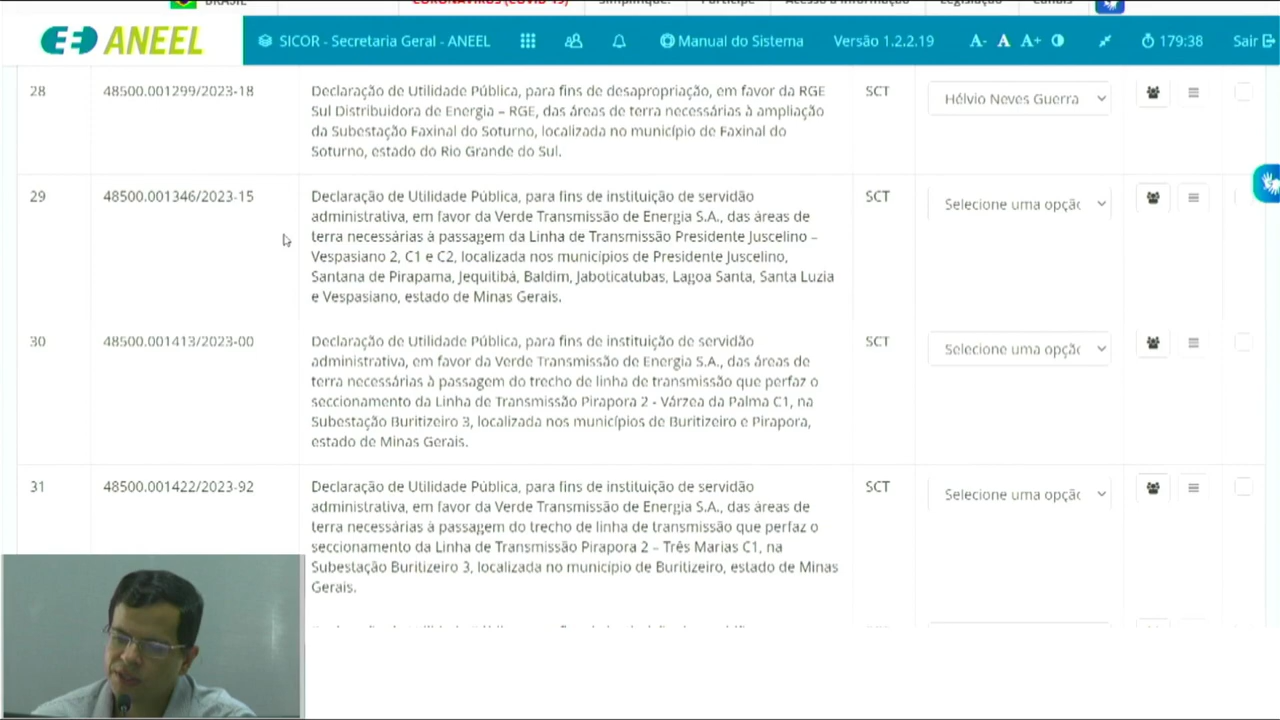 BRASIL
CORONAVÍRUS (COVID-19)
Simplifique!
Participe
Acesso à informação
Legislação
Canais
ANEEL
SICOR - Secretaria Geral - ANEEL
Manual do Sistema
Versão 1.2.2.19
A-
A
A+
179:38
Sair
28
48500.001299/2023-18
Declaração de Utilidade Pública, para fins de desapropriação, em favor da RGE
Sul Distribuidora de Energia – RGE, das áreas de terra necessárias à ampliação
da Subestação Faxinal do Soturno, localizada no município de Faxinal do
Soturno, estado do Rio Grande do Sul.
SCT
Hélvio Neves Guerra
29
48500.001346/2023-15
Declaração de Utilidade Pública, para fins de instituição de servidão
administrativa, em favor da Verde Transmissão de Energia S.A., das áreas de
terra necessárias à passagem da Linha de Transmissão Presidente Juscelino –
Vespasiano 2, C1 e C2, localizada nos municípios de Presidente Juscelino,
Santana de Pirapama, Jequitibá, Baldim, Jaboticatubas, Lagoa Santa, Santa Luzia
e Vespasiano, estado de Minas Gerais.
SCT
Selecione uma opçã
30
48500.001413/2023-00
Declaração de Utilidade Pública, para fins de instituição de servidão
administrativa, em favor da Verde Transmissão de Energia S.A., das áreas de
terra necessárias à passagem do trecho de linha de transmissão que perfaz o
seccionamento da Linha de Transmissão Pirapora 2 - Várzea da Palma C1, na
Subestação Buritizeiro 3, localizada nos municípios de Buritizeiro e Pirapora,
estado de Minas Gerais.
SCT
Selecione uma opçã
31
48500.001422/2023-92
Declaração de Utilidade Pública, para fins de instituição de servidão
administrativa, em favor da Verde Transmissão de Energia S.A., das áreas de
terra necessárias à passagem do trecho de linha de transmissão que perfaz o
seccionamento da Linha de Transmissão Pirapora 2 – Três Marias C1, na
Subestação Buritizeiro 3, localizada no município de Buritizeiro, estado de Minas
Gerais.
SCT
Selecione uma opçã